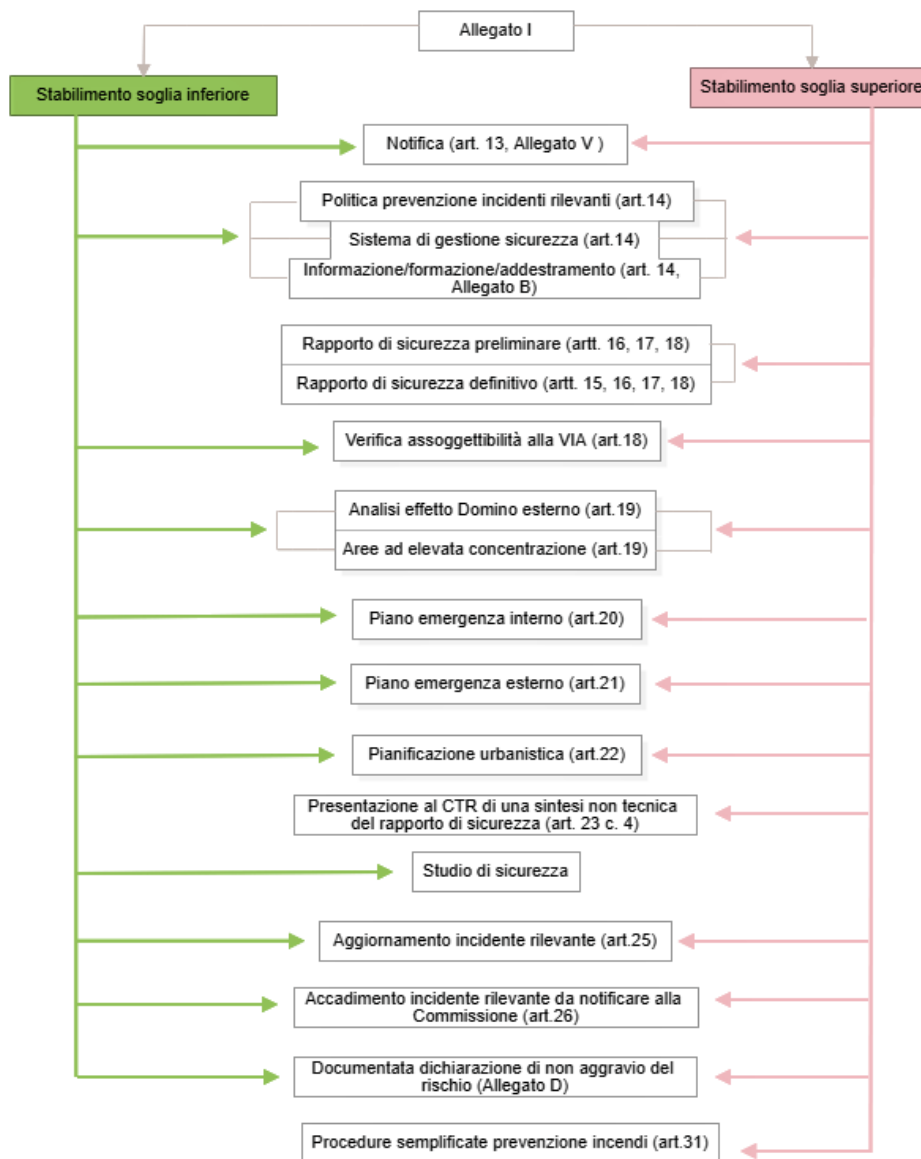 Allegato I
Stabilimento soglia inferiore
Stabilimento soglia superiore
Notifica (art. 13, Allegato V )
Politica prevenzione incidenti rilevanti (art.14)
Sistema di gestione sicurezza (art.14)
Informazione/formazione/addestramento (art. 14,
Allegato B)
Rapporto di sicurezza preliminare (artt. 16, 17, 18)
Rapporto di sicurezza definitivo (artt. 15, 16, 17, 18)
Verifica assoggettibilità alla VIA (art.18)
Analisi effetto Domino esterno (art.19)
Aree ad elevata concentrazione (art.19)
Piano emergenza interno (art.20)
Piano emergenza esterno (art.21)
Pianificazione urbanistica (art.22)
Presentazione al CTR di una sintesi non tecnica
del rapporto di sicurezza (art. 23 c. 4)
Studio di sicurezza
Aggiornamento incidente rilevante (art.25)
Accadimento incidente rilevante da notificare alla
Commissione (art.26)
Documentata dichiarazione di non aggravio del
rischio (Allegato D)
Procedure semplificate prevenzione incendi (art.31)